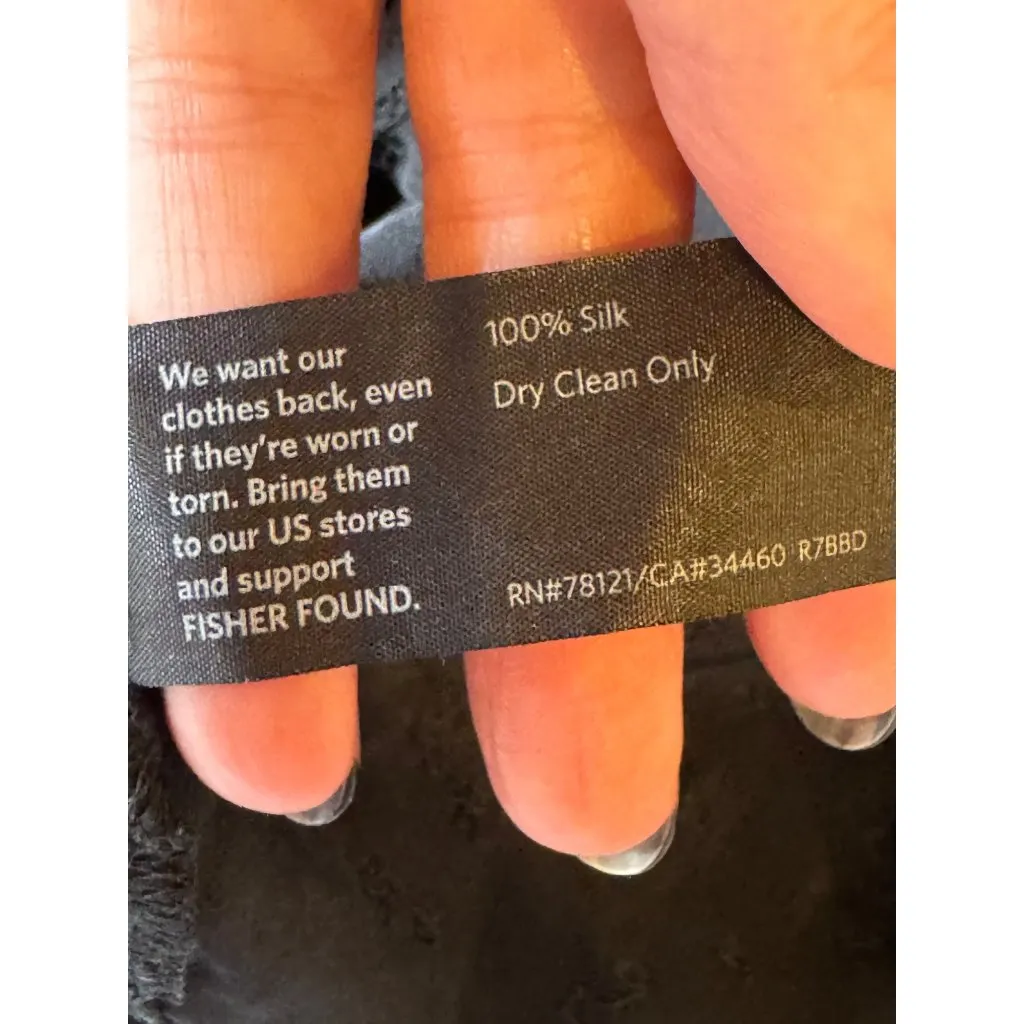 We want our
clothes back, even
if they're worn or
torn. Bring them
to our US stores
and support
FISHER FOUND.
100% Silk
Dry Clean Only
RN#78121/CA#34460 R7BBD